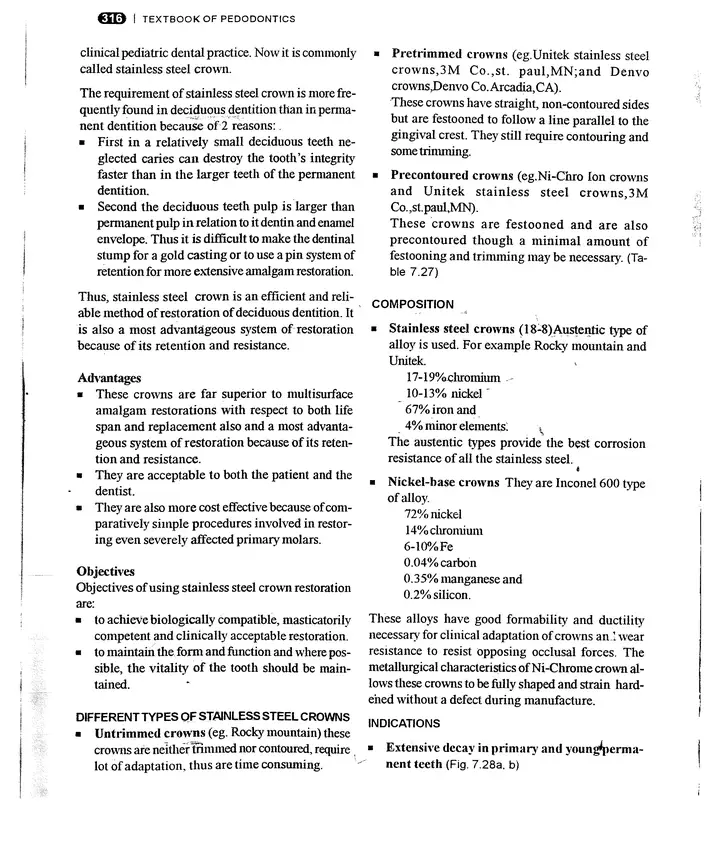 316 | TEXTBOOK OF PEDODONTICS
clinical pediatric dental practice. Now it is commonly
called stainless steel crown.
The requirement of stainless steel crown is more fre-
quently found in deciduous dentition than in perma-
nent dentition because of 2 reasons:
■ First in a relatively small deciduous teeth ne-
glected caries can destroy the tooth's integrity
faster than in the larger teeth of the permanent
dentition.
■ Second the deciduous teeth pulp is larger than
permanent pulp in relation to it dentin and enamel
envelope. Thus it is difficult to make the dentinal
stump for a gold casting or to use a pin system of
retention for more extensive amalgam restoration.
Thus, stainless steel crown is an efficient and reli-
able method of restoration of deciduous dentition. It
is also a most advantageous system of restoration
because of its retention and resistance.
Advantages
■ These crowns are far superior to multisurface
amalgam restorations with respect to both life
span and replacement also and a most advanta-
geous system of restoration because of its reten-
tion and resistance.
■ They are acceptable to both the patient and the
dentist.
■ They are also more cost effective because of com-
paratively simple procedures involved in restor-
ing even severely affected primary molars.
Objectives
Objectives of using stainless steel crown restoration
are:
■ to achieve biologically compatible, masticatorily
competent and clinically acceptable restoration.
■ to maintain the form and function and where pos-
sible, the vitality of the tooth should be main-
tained.
DIFFERENT TYPES OF STAINLESS STEEL CROWNS
■ Untrimmed crowns (eg. Rocky mountain) these
crowns are neither trimmed nor contoured, require
lot of adaptation, thus are time consuming.
■ Pretrimmed crowns (eg.Unitek stainless steel
crowns,3M Co.,st. paul,MN;and Denvo
crowns,Denvo Co.Arcadia,CA).
These crowns have straight, non-contoured sides
but are festooned to follow a line parallel to the
gingival crest. They still require contouring and
some trimming.
■ Precontoured crowns (eg.Ni-Chro Ion crowns
and Unitek stainless steel crowns,3M
Co.,st.paul,MN).
These crowns are festooned and are also
precontoured though a minimal amount of
festooning and trimming may be necessary. (Ta-
ble 7.27)
COMPOSITION
■ Stainless steel crowns (18-8)Austentic type of
alloy is used. For example Rocky mountain and
Unitek.
17-19%chromium
10-13% nickel
67% iron and
4% minor elements.
The austentic types provide the best corrosion
resistance of all the stainless steel.
■ Nickel-base crowns They are Inconel 600 type
of alloy.
72% nickel
14% chromium
6-10% Fe
0.04% carbon
0.35% manganese and
0.2% silicon.
These alloys have good formability and ductility
necessary for clinical adaptation of crowns and wear
resistance to resist opposing occlusal forces. The
metallurgical characteristics of Ni-Chrome crown al-
lows these crowns to be fully shaped and strain hard-
ened without a defect during manufacture.
INDICATIONS
■ Extensive decay in primary and young perma-
nent teeth (Fig. 7.28a, b)